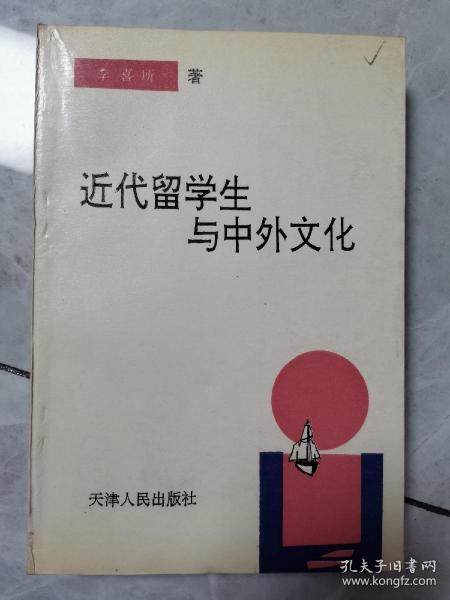 李喜所 著
近代留学生
与中外文化
天津人民出版社
孔夫子旧书网
www.kongfz.com